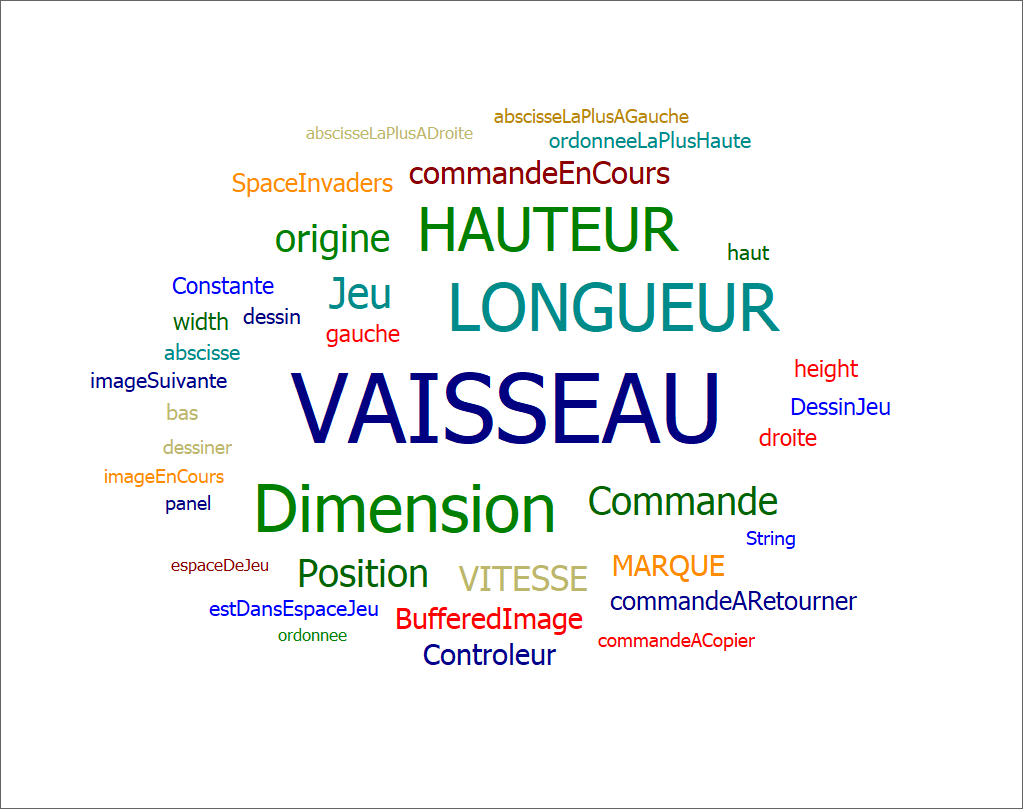 abscisseLaPlusAGauche
abscisseLaPlusADroite
ordonneeLaPlusHaute
SpaceInvaders commandeEnCours
origine HAUTEUR
haut
Constante Jeu LONGUEUR
width dessin
gauche
abscisse
imageSuivante
height
VAISSEAU
DessinJeu
bas
droite
dessiner
imageEnCours
panel
Dimension Commande
String
espaceDeJeu
Position VITESSE MARQUE
estDansEspaceJeu BufferedImage commandeARetourner
ordonnee
commandeACopier
Controleur